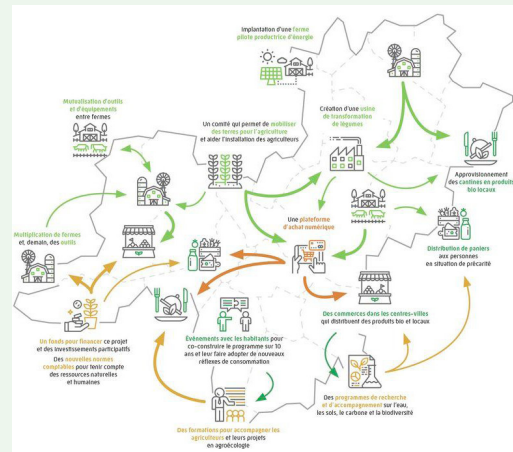 Implantation d'une ferme
pilote productrice d'énergie
Mutualisation d'outils
et d'équipements
entre fermes
Un comité qui permet de mobiliser
des terres pour l'agriculture
et aider l'installation des agriculteurs
Création d'une usine
de transformation
de légumes
Approvisionnement
des cantines en produits
bio locaux
Multiplication de fermes
et, demain, des outils
Une plateforme
d'achat numérique
Distribution de paniers
aux personnes
en situation de précarité
Un fonds pour financer ce projet
et des investissements participatifs
Des nouvelles normes
comptables pour tenir compte
des ressources naturelles
et humaines
Événements avec les habitants pour
co-construire le programme sur 10
ans et leur faire adopter de nouveaux
réflexes de consommation
Des commerces dans les centres-villes
qui distribuent des produits bio et locaux
Des formations pour accompagner les
agriculteurs et leurs projets
en agroécologie
Des programmes de recherche
et d'accompagnement sur l'eau,
les sols, le carbone et la biodiversité